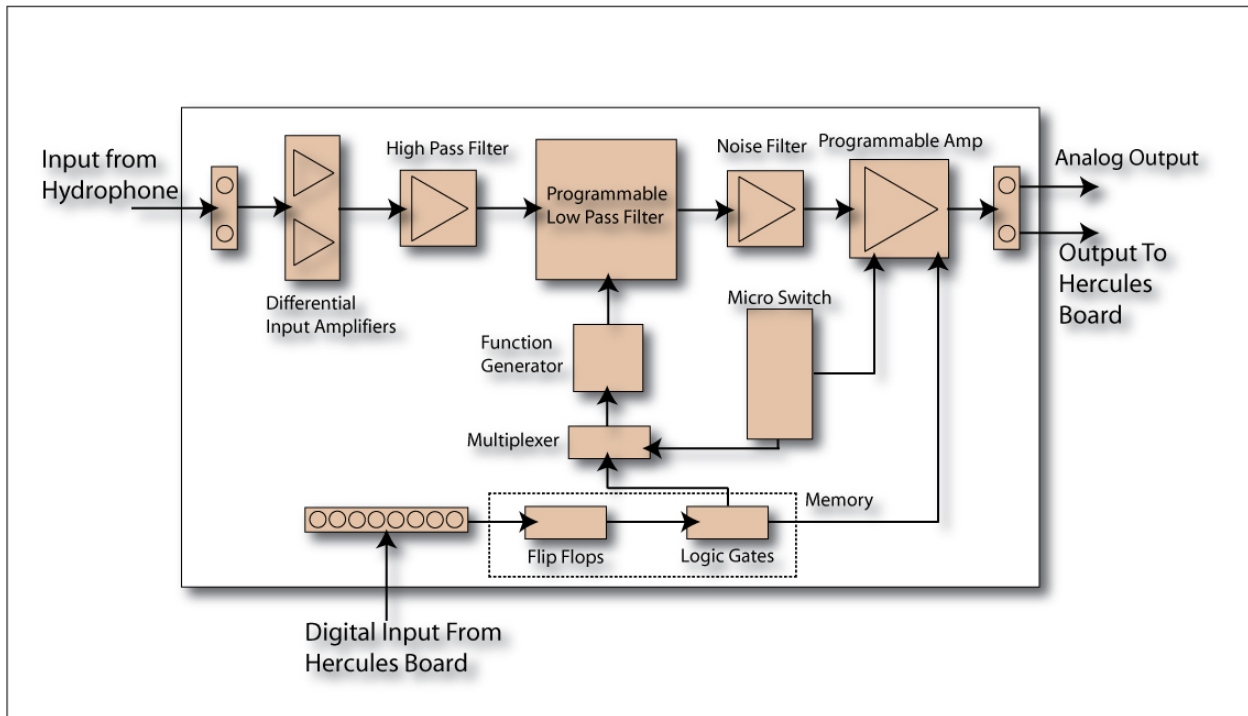 Input from
Hydrophone
Differential
Input Amplifiers
High Pass Filter
Programmable
Low Pass Filter
Noise Filter
Programmable Amp
Analog Output
Output To
Hercules
Board
Micro Switch
Function
Generator
Multiplexer
Memory
Flip Flops
Logic Gates
Digital Input From
Hercules Board